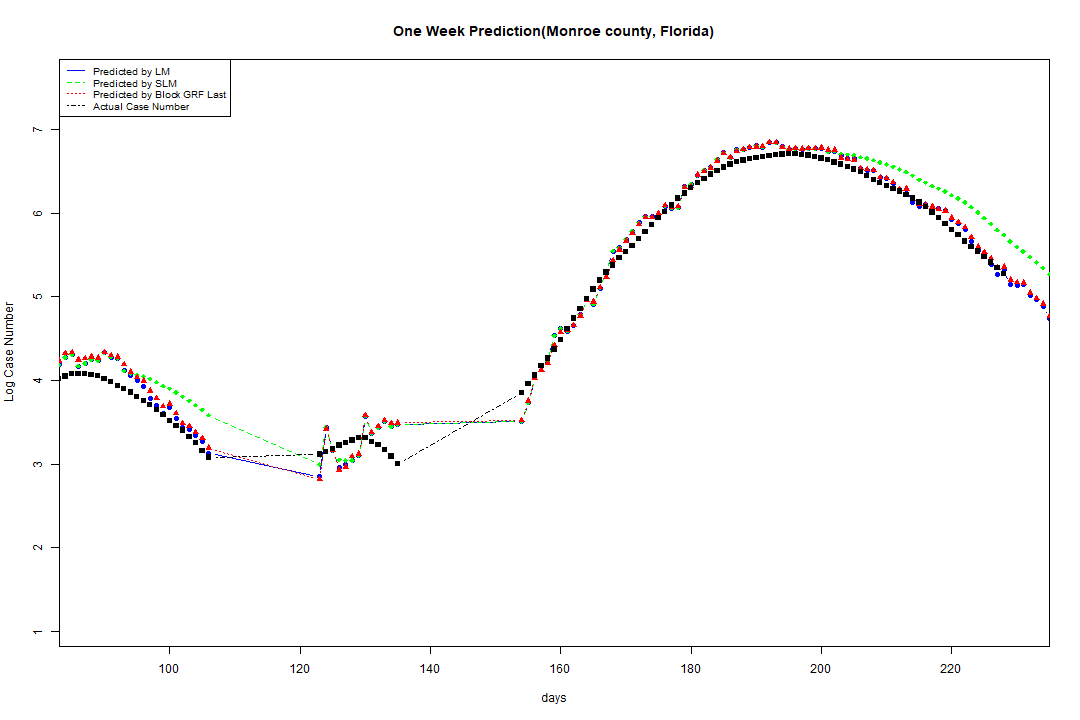 One Week Prediction(Monroe county, Florida)
Predicted by LM
Predicted by SLM
Predicted by Block GRF Last
Actual Case Number
7
6
5
4
3
2
1
Log Case Number
100 120 140 160 180 200 220
days